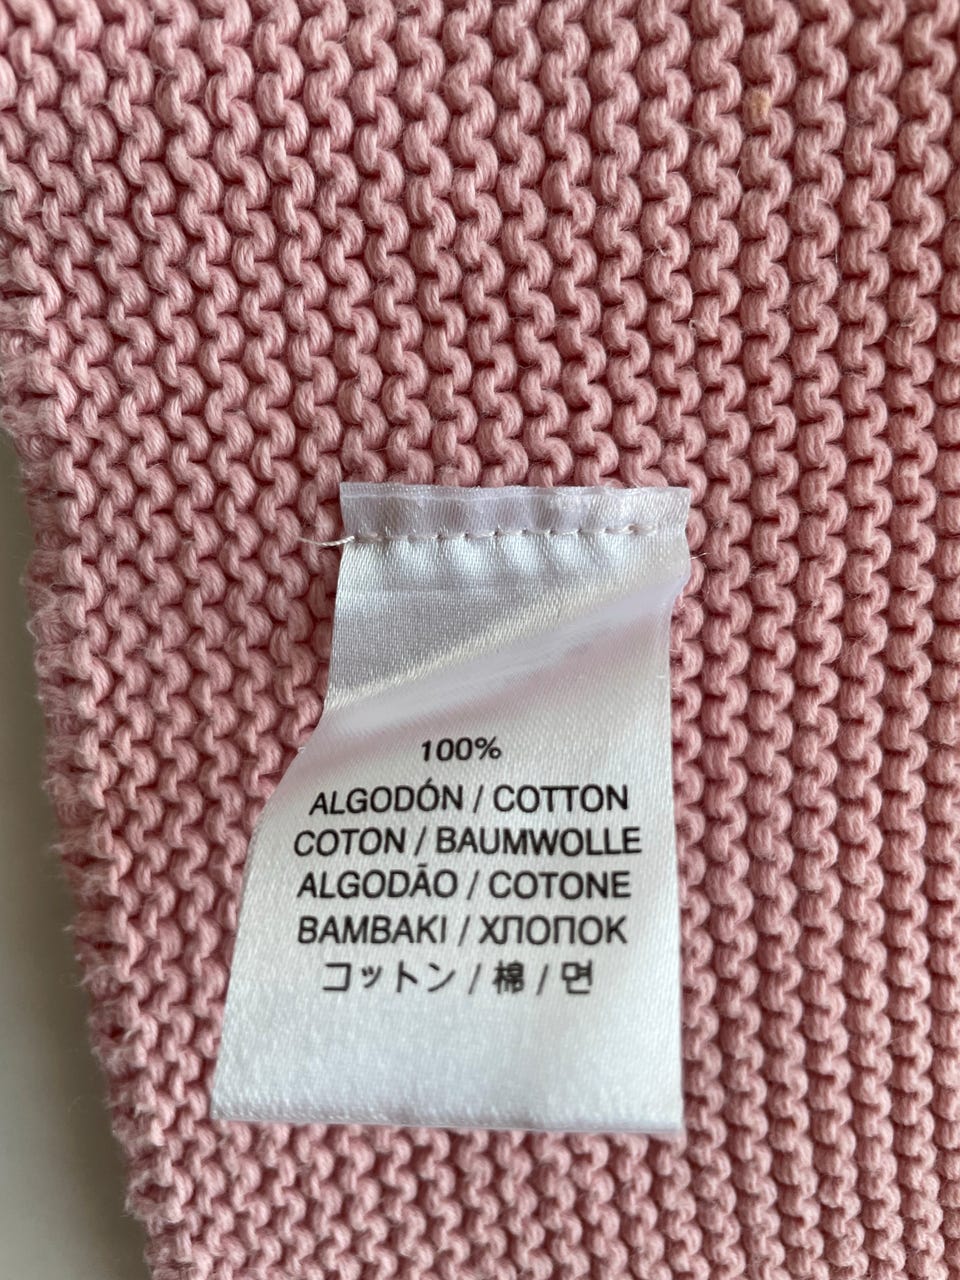 100%
ALGODÓN / COTTON
COTON / BAUMWOLLE
ALGODÃO / COTONE
BAMBAKI / ХЛОПОК
コットン / 棉 / 면